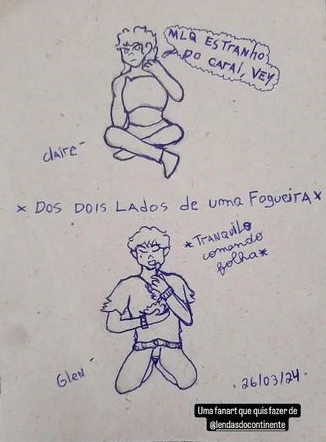 MLQ ESTRANHO
DO CARAI, VEY
claire
* DOS DOIS LADOS de uma FogueiRA *
*TRANQUILO
comendo
folha*
Glen
.26/03/24.
Uma fanart que quis fazer de
@lendasdocontinente